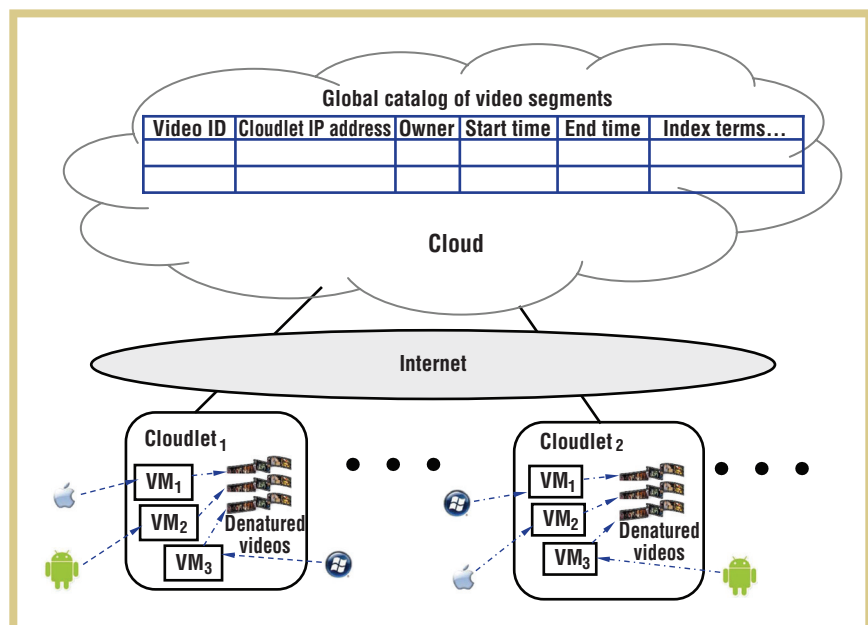 Global catalog of video segments
Video ID Cloudlet IP address Owner Start time End time Index terms...
Cloud
Internet
Cloudlet1
VM1
VM2
Denatured videos
VM3
Cloudlet2
VM1
VM2
Denatured videos
VM3